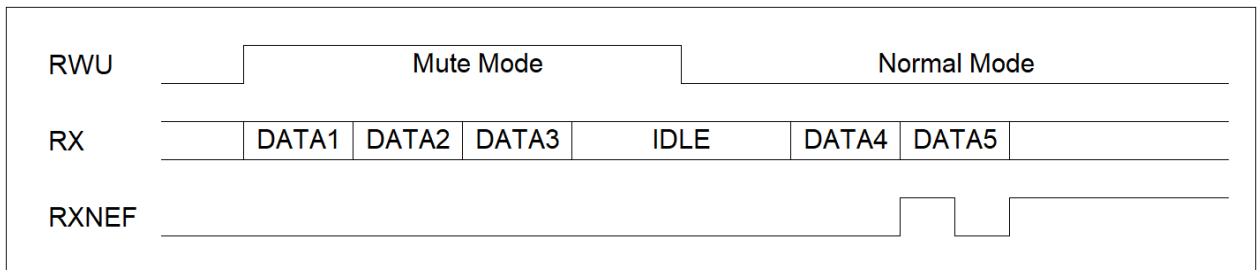 RWU Mute Mode Normal Mode
RX DATA1 DATA2 DATA3 IDLE DATA4 DATA5
RXNEF